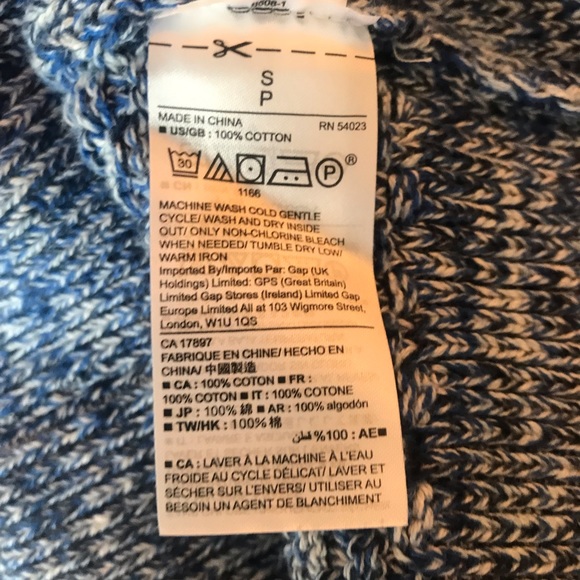 S
P
MADE IN CHINA RN 54023
■ US/GB : 100% COTTON
30 P ®
1166
MACHINE WASH COLD GENTLE
CYCLE/ WASH AND DRY INSIDE
OUT/ ONLY NON-CHLORINE BLEACH
WHEN NEEDED/ TUMBLE DRY LOW/
WARM IRON
Imported By/Importe Par: Gap (UK
Holdings) Limited: GPS (Great Britain)
Limited Gap Stores (Ireland) Limited Gap
Europe Limited All at 103 Wigmore Street,
London, W1U 1QS
CA 17897
FABRIQUE EN CHINE/ HECHO EN
CHINA/ 中國製造
■ CA : 100% COTON ■ FR :
100% COTON ■ IT : 100% COTONE
■ JP : 100% 綿 ■ AR : 100% algodón
■ TW/HK : 100% 棉
■ AE : 100% قطن
■ CA : LAVER À LA MACHINE À L'EAU
FROIDE AU CYCLE DÉLICAT/ LAVER ET
SÉCHER SUR L'ENVERS/ UTILISER AU
BESOIN UN AGENT DE BLANCHIMENT